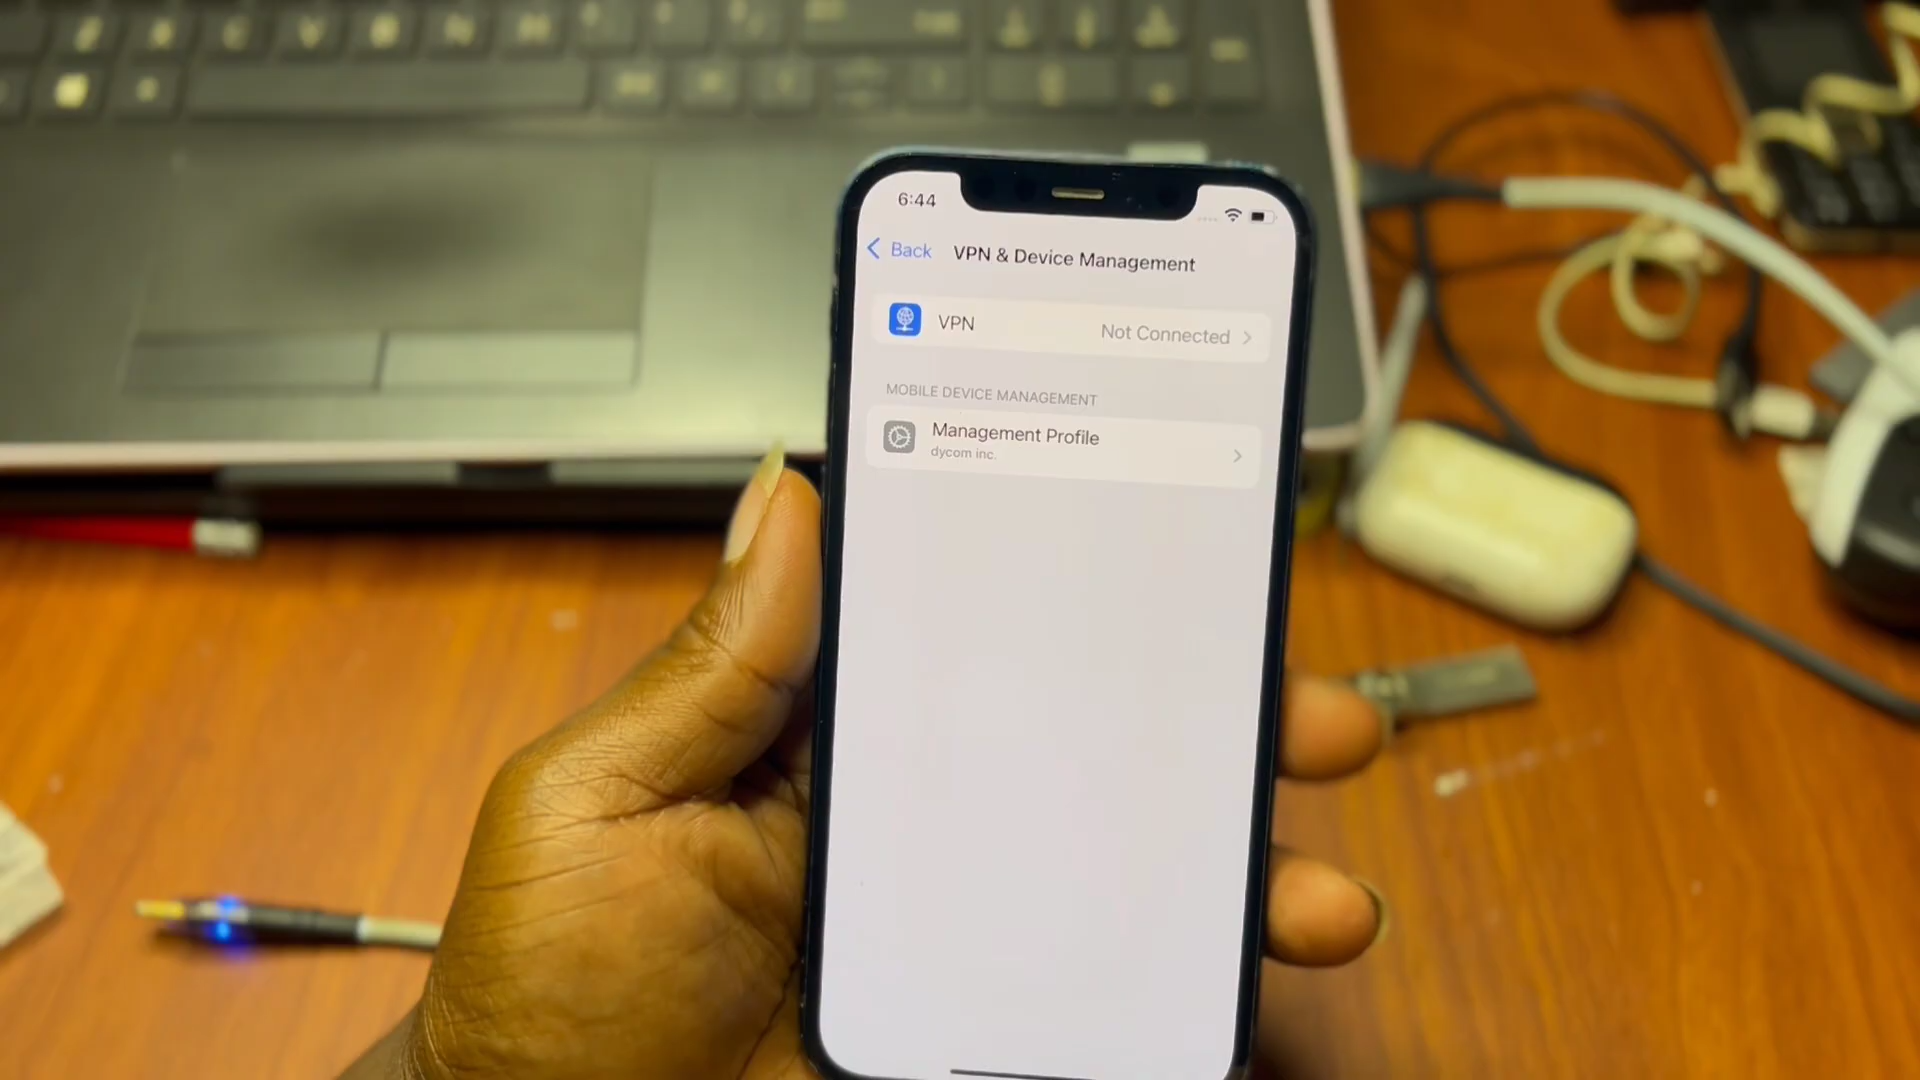 6:44
Back VPN & Device Management
VPN Not Connected
MOBILE DEVICE MANAGEMENT
Management Profile
dycom inc.